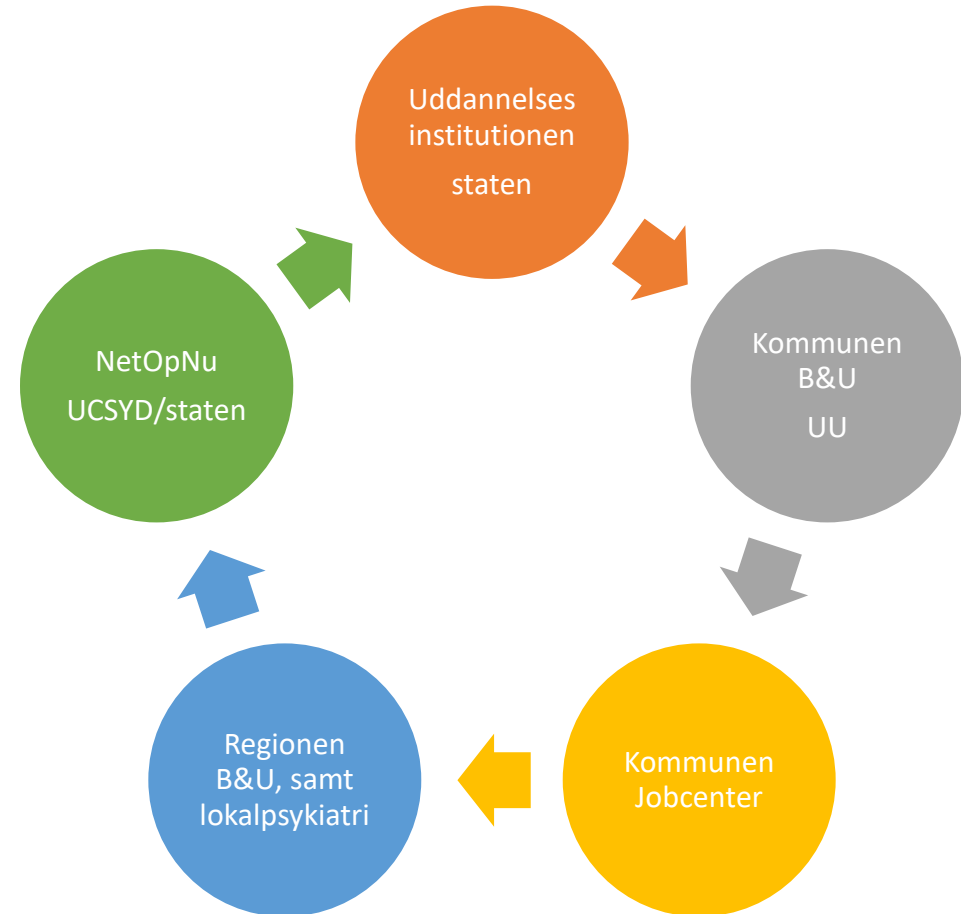 Uddannelses
institutionen
staten
Kommunen
B&U
UU
Kommunen
Jobcenter
Regionen
B&U, samt
lokalpsykiatri
NetOpNu
UCSYD/staten